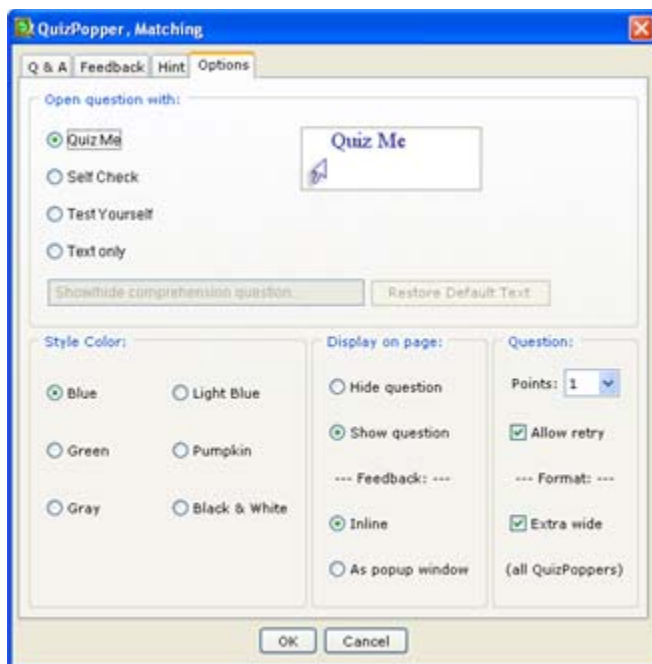 QuizPopper, Matching
Q & A Feedback Hint Options
Open question with:
Quiz Me
Quiz Me
Self Check
Test Yourself
Text only
Show/hide comprehension question... Restore Default Text
Style Color:
Blue Light Blue
Green Pumpkin
Gray Black & White
Display on page:
Hide question
Show question
--- Feedback: ---
Inline
As popup window
Question:
Points: 1
Allow retry
--- Format: ---
Extra wide
(all QuizPoppers)
OK Cancel